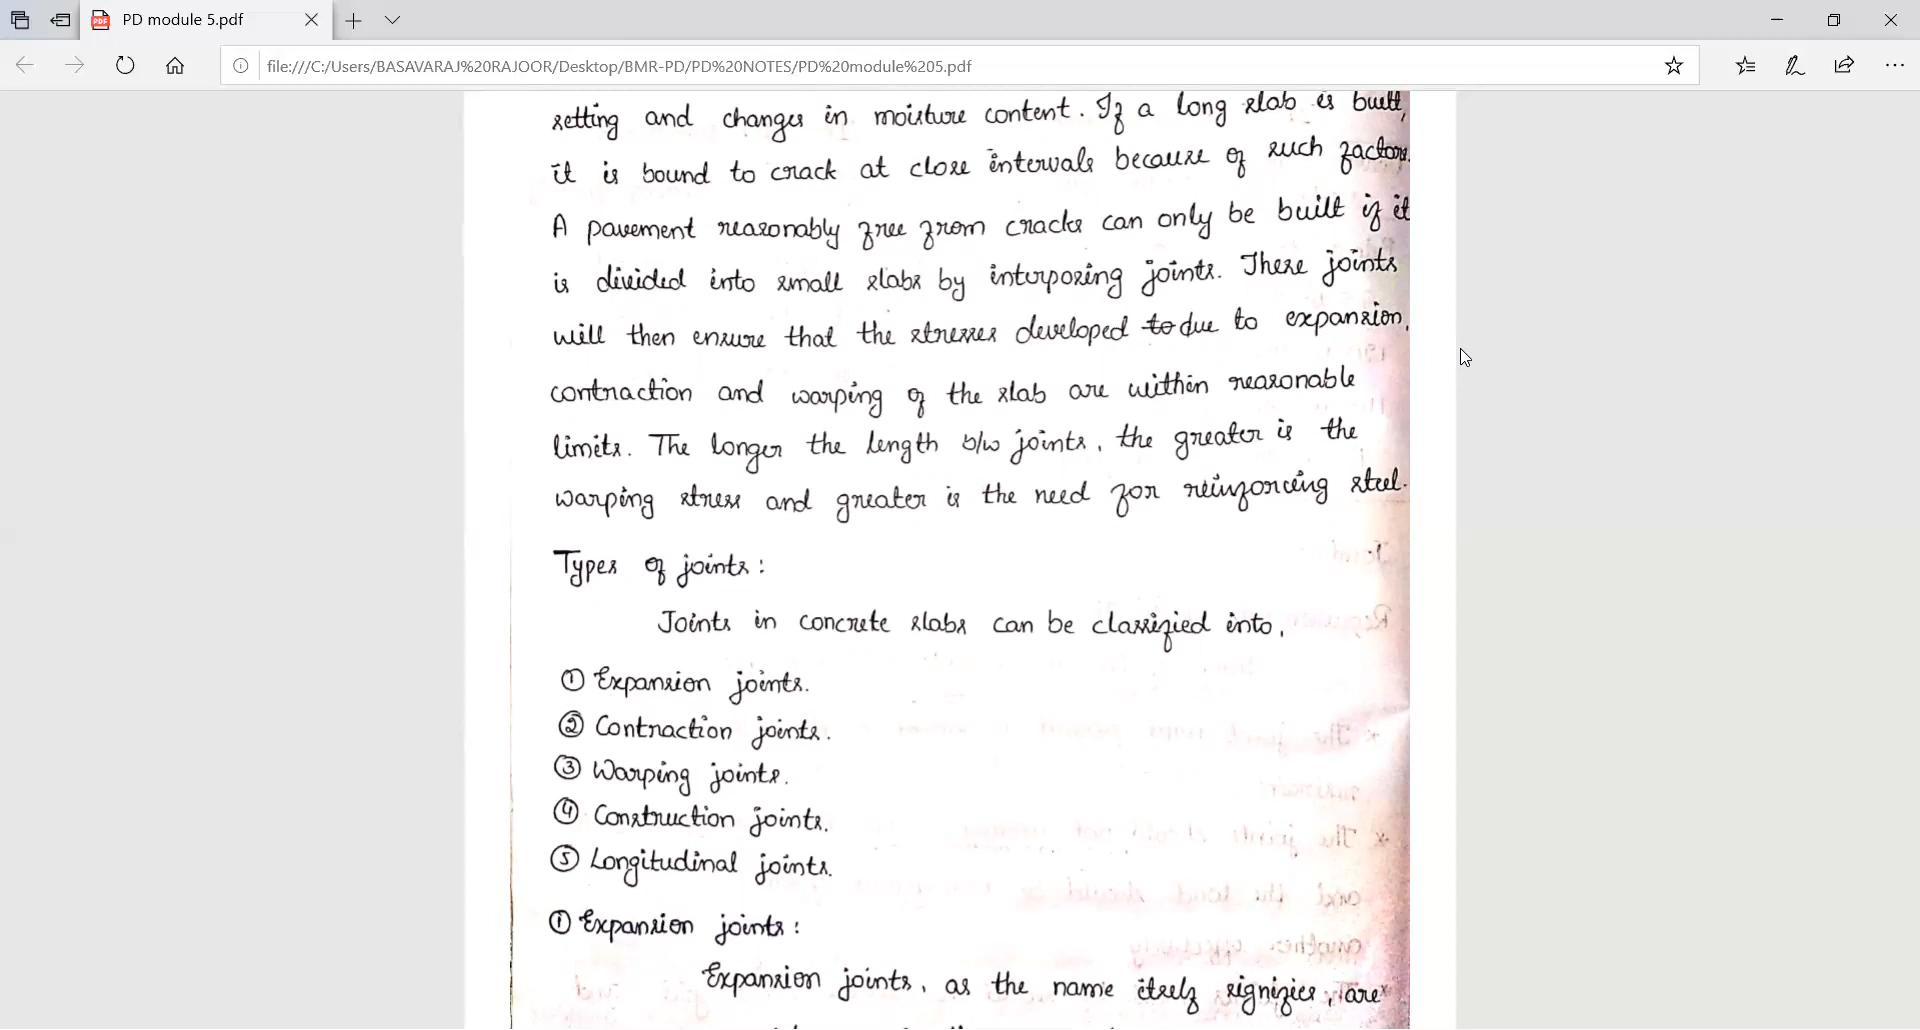 PD module 5.pdf
file:///C:/Users/BASAVARAJ%20RAJOOR/Desktop/BMR-PD/PD%20NOTES/PD%20module%205.pdf
setting and changes in moisture content. If a long slab is built,
it is bound to crack at close intervals because of such factors.
A pavement reasonably free from cracks can only be built if it
is divided into small slabs by interposing joints. These joints
will then ensure that the stresses developed to due to expansion,
contraction and warping of the slab are within reasonable
limits. The longer the length b/w joints, the greater is the
warping stress and greater is the need for reinforcing steel.
Types of joints:
Joints in concrete slabs can be classified into,
① Expansion joints.
② Contraction joints.
③ Warping joints.
④ Construction joints.
⑤ Longitudinal joints.
① Expansion joints:
Expansion joints, as the name itself signifies, are